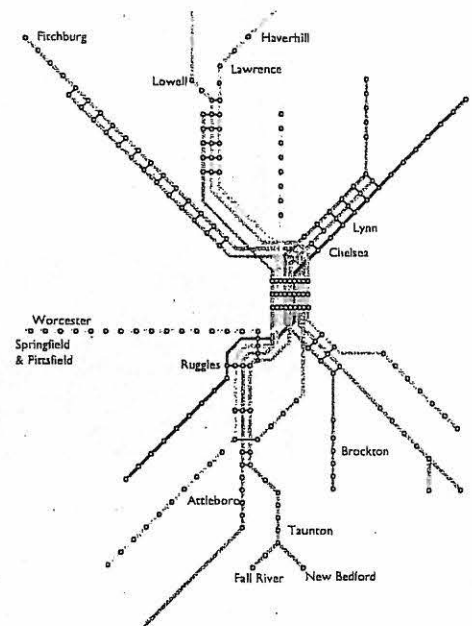 Fitchburg
Haverhill
Lawrence
Lowell
Lynn
Chelsea
Worcester
Springfield
& Pittsfield
Ruggles
Brockton
Attleboro
Taunton
Fall River
New Bedford